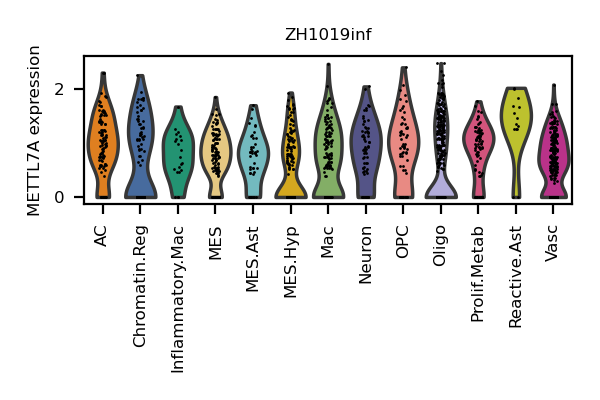 ZH1019inf
METTL7A expression
2
0
AC
Chromatin.Reg
Inflammatory.Mac
MES
MES.Ast
MES.Hyp
Mac
Neuron
OPC
Oligo
Prolif.Metab
Reactive.Ast
Vasc